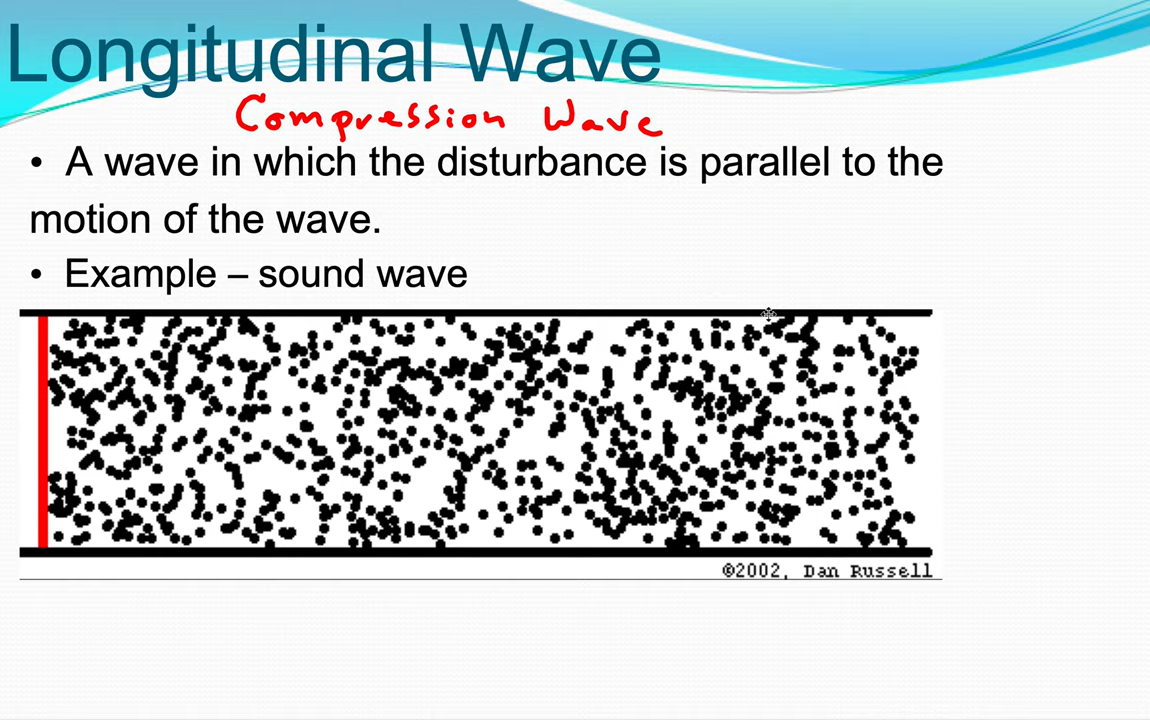 Longitudinal Wave
Compression Wave
• A wave in which the disturbance is parallel to the
motion of the wave.
• Example – sound wave
©2002, Dan Russell